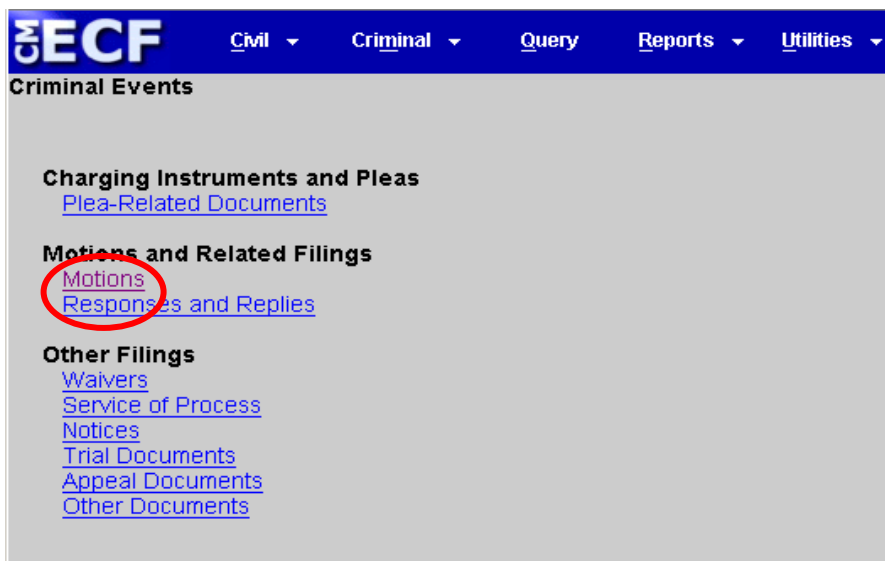 CM ECF Civil Criminal Query Reports Utilities
Criminal Events
Charging Instruments and Pleas
Plea-Related Documents
Motions and Related Filings
Motions
Responses and Replies
Other Filings
Waivers
Service of Process
Notices
Trial Documents
Appeal Documents
Other Documents